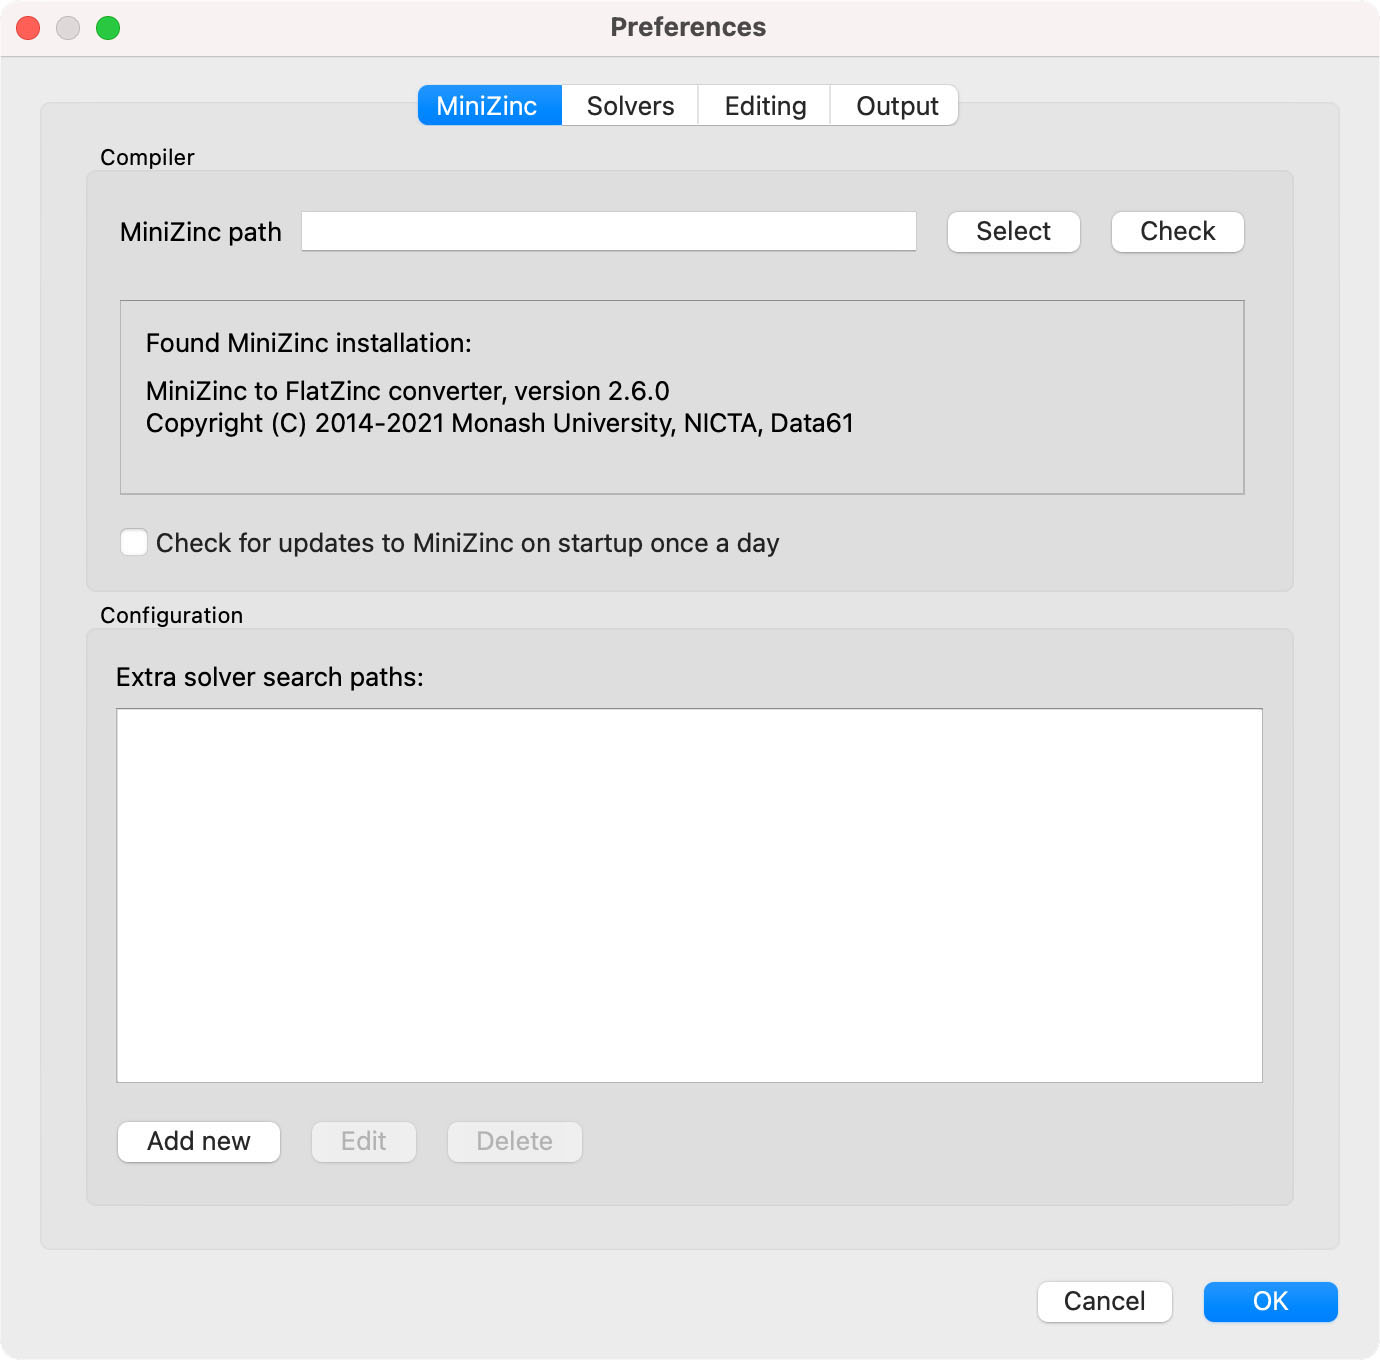 Preferences
MiniZinc Solvers Editing Output
Compiler
MiniZinc path Select Check
Found MiniZinc installation:
MiniZinc to FlatZinc converter, version 2.6.0
Copyright (C) 2014-2021 Monash University, NICTA, Data61
Check for updates to MiniZinc on startup once a day
Configuration
Extra solver search paths:
Add new Edit Delete
Cancel OK